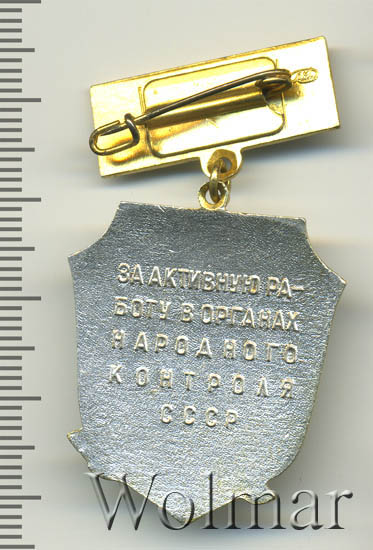 ЗА АКТИВНУЮ РА-
БОТУ В ОРГАНАХ
НАРОДНОГО
КОНТРОЛЯ
СССР
Wolmar